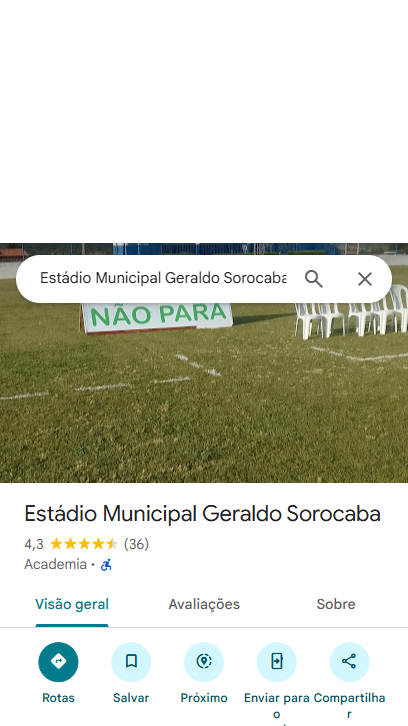 Estádio Municipal Geraldo Sorocaba
NÃO PARA
Estádio Municipal Geraldo Sorocaba
4,3 (36)
Academia ·
Visão geral Avaliações Sobre
Rotas Salvar Próximo Enviar para o Compartilhar